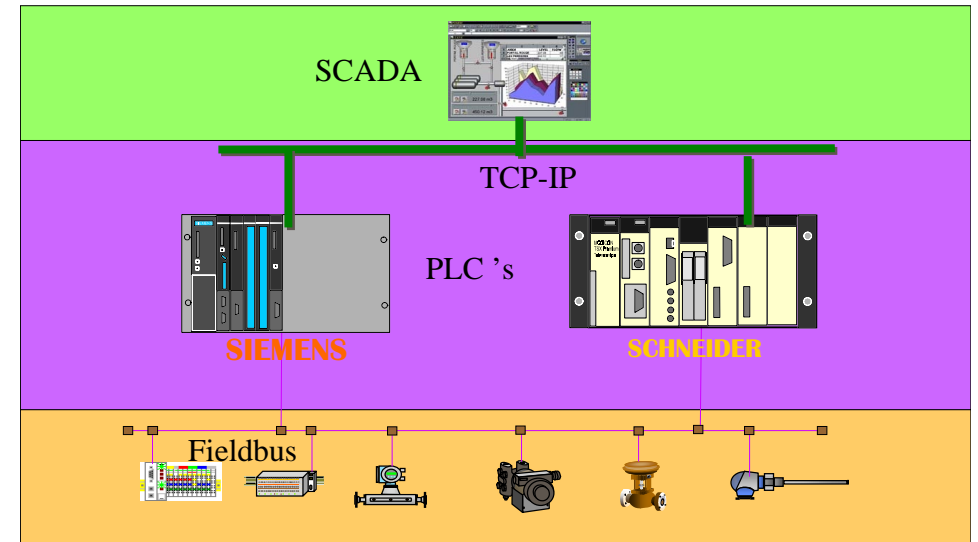 SCADA
TCP-IP
PLC 's
SIEMENS
SCHNEIDER
Fieldbus